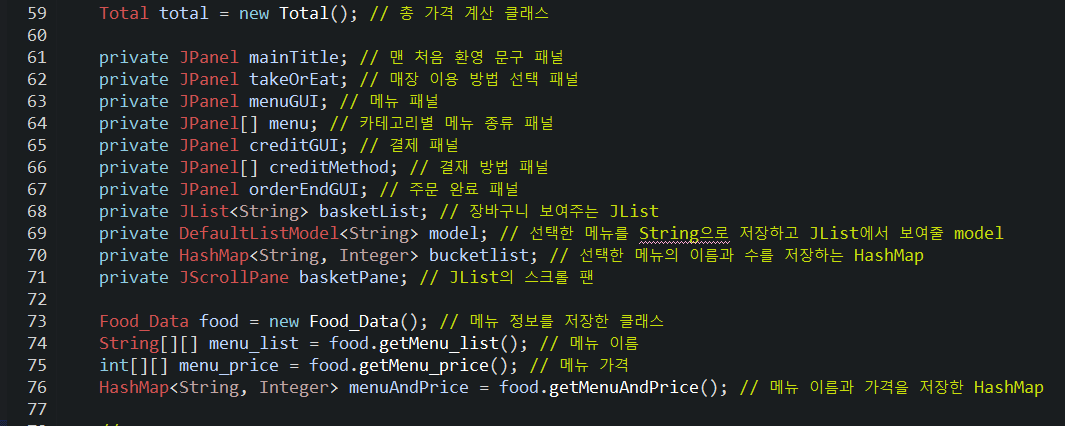 59 Total total = new Total(); // 총 가격 계산 클래스
60
61 private JPanel mainTitle; // 맨 처음 환영 문구 패널
62 private JPanel takeOrEat; // 매장 이용 방법 선택 패널
63 private JPanel menuGUI; // 메뉴 패널
64 private JPanel[] menu; // 카테고리별 메뉴 종류 패널
65 private JPanel creditGUI; // 결제 패널
66 private JPanel[] creditMethod; // 결재 방법 패널
67 private JPanel orderEndGUI; // 주문 완료 패널
68 private JList<String> basketList; // 장바구니 보여주는 JList
69 private DefaultListModel<String> model; // 선택한 메뉴를 String으로 저장하고 JList에서 보여줄 model
70 private HashMap<String, Integer> bucketlist; // 선택한 메뉴의 이름과 수를 저장하는 HashMap
71 private JScrollPane basketPane; // JList의 스크롤 팬
72
73 Food_Data food = new Food_Data(); // 메뉴 정보를 저장한 클래스
74 String[][] menu_list = food.getMenu_list(); // 메뉴 이름
75 int[][] menu_price = food.getMenu_price(); // 메뉴 가격
76 HashMap<String, Integer> menuAndPrice = food.getMenuAndPrice(); // 메뉴 이름과 가격을 저장한 HashMap
77